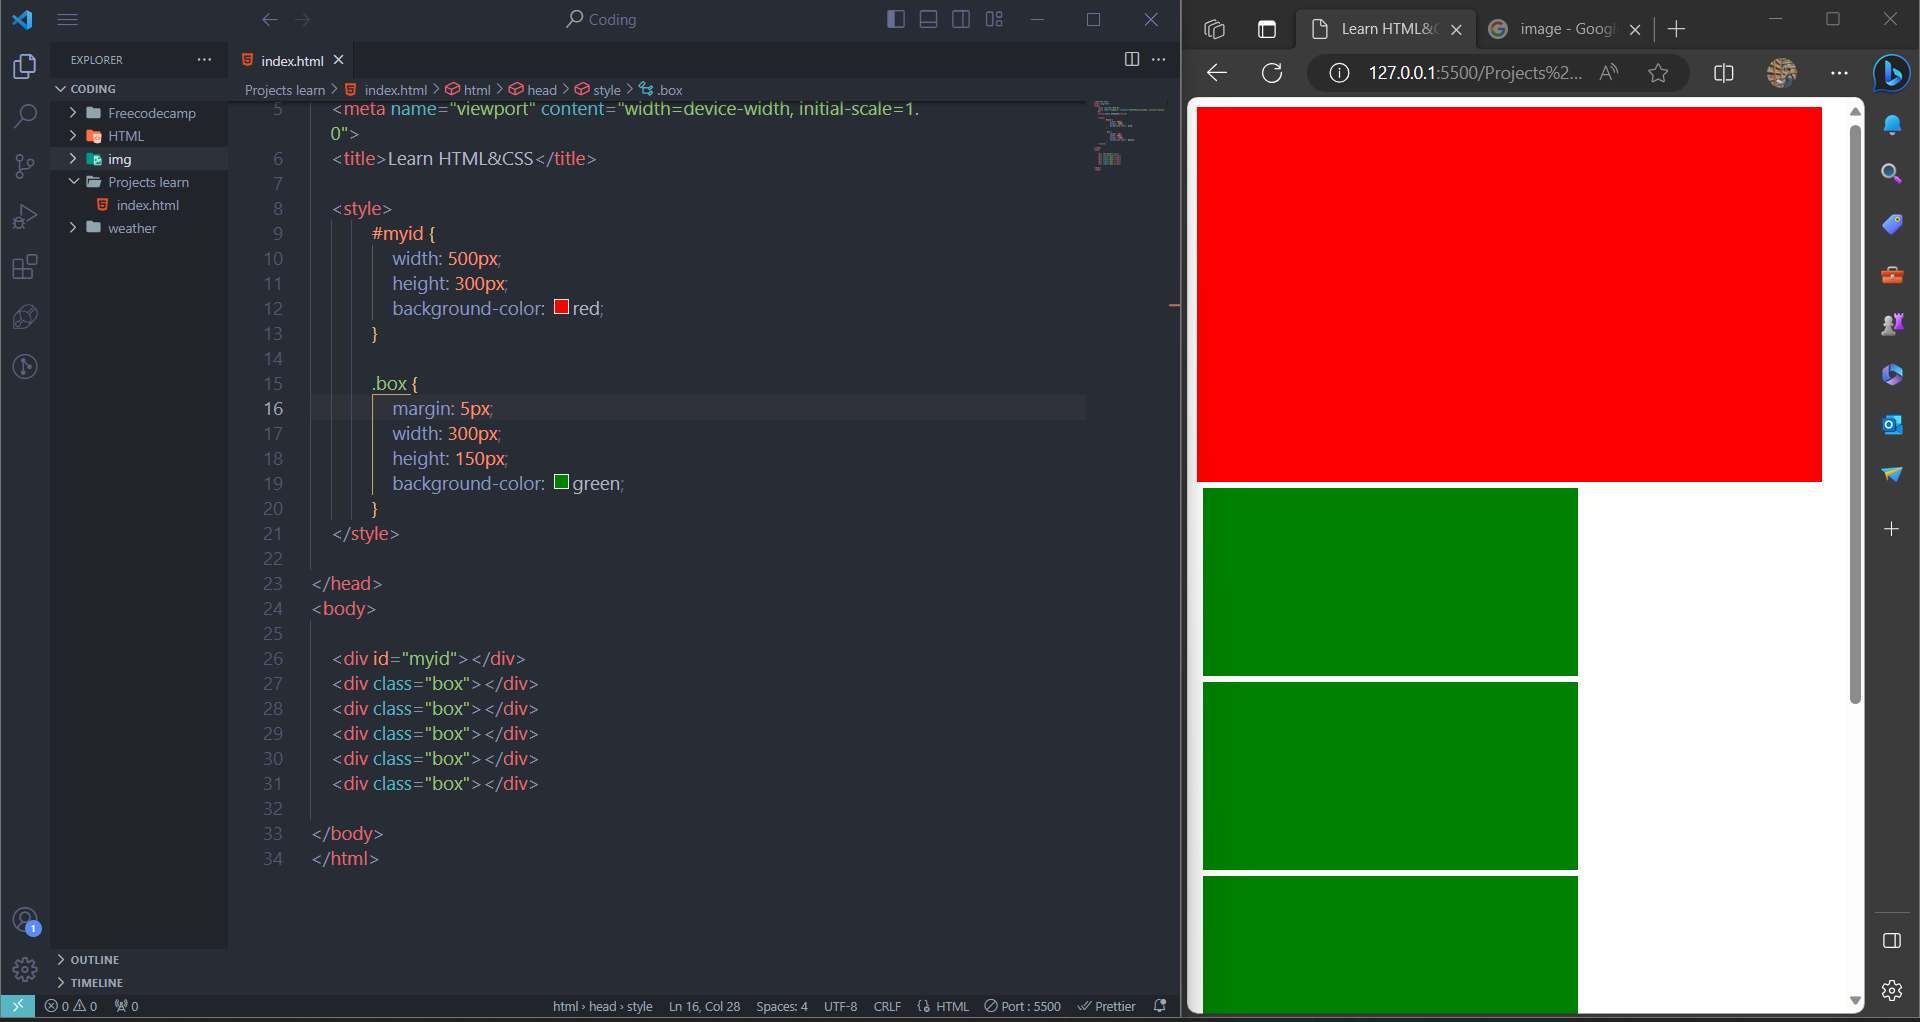 Coding
Learn HTML&C
image - Googl
EXPLORER
index.html
127.0.0.1:5500/Projects%2...
CODING
Freecodecamp
HTML
img
Projects learn
index.html
weather
OUTLINE
TIMELINE
Projects learn > index.html > html > head > style > .box
5 <meta name="viewport" content="width=device-width, initial-scale=1.
0">
6 <title>Learn HTML&CSS</title>
7
8 <style>
9 #myid {
10 width: 500px;
11 height: 300px;
12 background-color: red;
13 }
14
15 .box {
16 margin: 5px;
17 width: 300px;
18 height: 150px;
19 background-color: green;
20 }
21 </style>
22
23 </head>
24 <body>
25
26 <div id="myid"></div>
27 <div class="box"></div>
28 <div class="box"></div>
29 <div class="box"></div>
30 <div class="box"></div>
31 <div class="box"></div>
32
33 </body>
34 </html>
1
0 0 0 html › head › style Ln 16, Col 28 Spaces: 4 UTF-8 CRLF {} HTML Port : 5500 Prettier